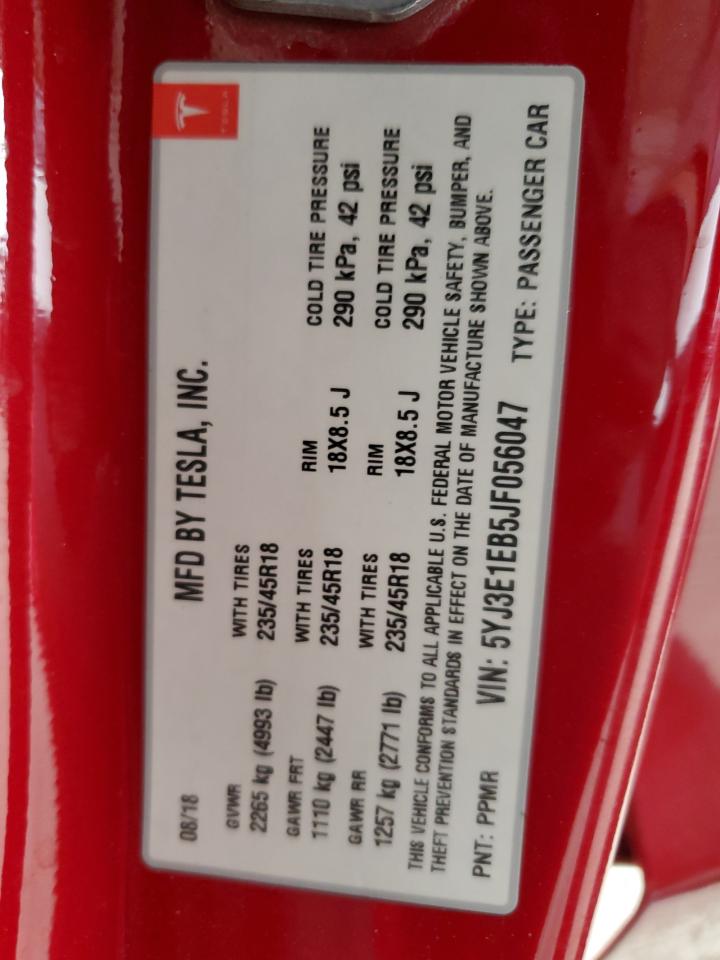 TESLA
08/18 MFD BY TESLA, INC.
GVWR WITH TIRES
2265 kg (4993 lb) 235/45R18
GAWR FRT WITH TIRES RIM COLD TIRE PRESSURE
1110 kg (2447 lb) 235/45R18 18X8.5 J 290 kPa, 42 psi
GAWR RR WITH TIRES RIM COLD TIRE PRESSURE
1257 kg (2771 lb) 235/45R18 18X8.5 J 290 kPa, 42 psi
THIS VEHICLE CONFORMS TO ALL APPLICABLE U.S. FEDERAL MOTOR VEHICLE SAFETY, BUMPER, AND
THEFT PREVENTION STANDARDS IN EFFECT ON THE DATE OF MANUFACTURE SHOWN ABOVE.
PNT: PPMR VIN: 5YJ3E1EB5JF056047 TYPE: PASSENGER CAR